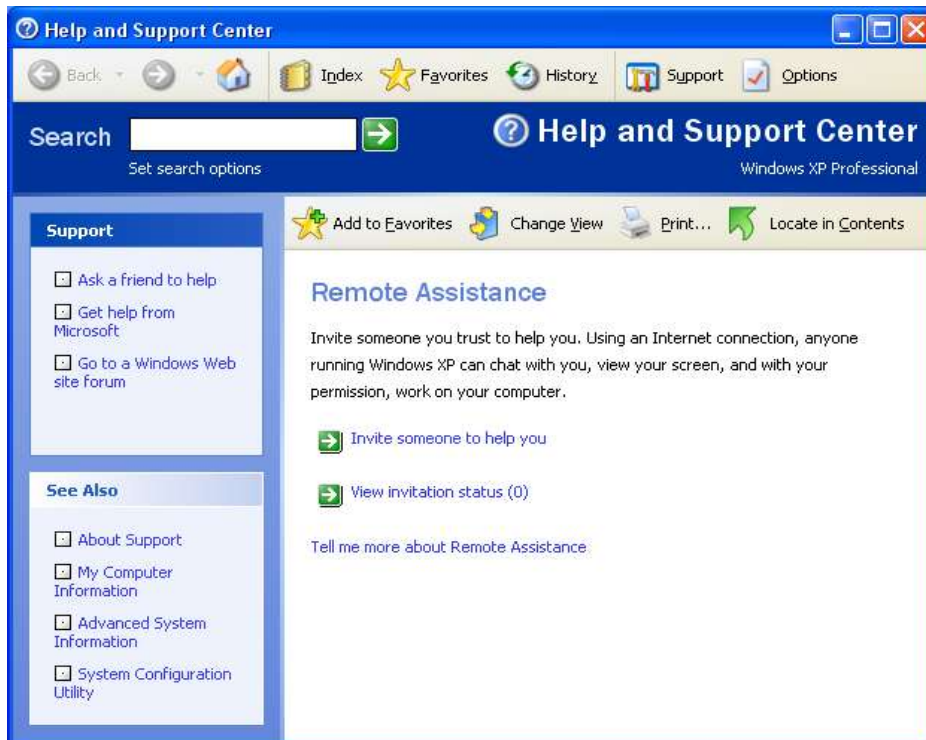 Help and Support Center
Back
Index
Favorites
History
Support
Options
Search
Set search options
Help and Support Center
Windows XP Professional
Support
Ask a friend to help
Get help from
Microsoft
Go to a Windows Web
site forum
See Also
About Support
My Computer
Information
Advanced System
Information
System Configuration
Utility
Add to Favorites
Change View
Print...
Locate in Contents
Remote Assistance
Invite someone you trust to help you. Using an Internet connection, anyone
running Windows XP can chat with you, view your screen, and with your
permission, work on your computer.
Invite someone to help you
View invitation status (0)
Tell me more about Remote Assistance